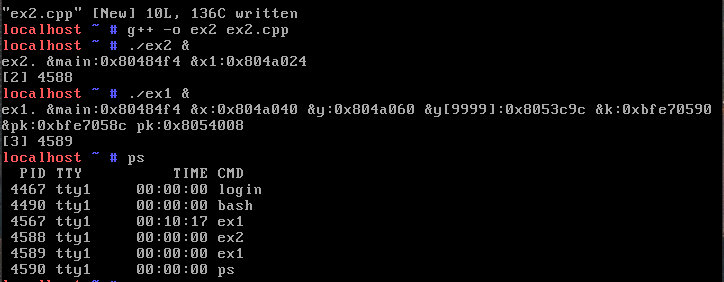 "ex2.cpp" [New] 10L, 136C written
localhost ~ # g++ -o ex2 ex2.cpp
localhost ~ # ./ex2 &
ex2. &main:0x80484f4 &x1:0x804a024
[2] 4588
localhost ~ # ./ex1 &
ex1. &main:0x80484f4 &x:0x804a040 &y:0x804a060 &y[9999]:0x8053c9c &k:0xbfe70590
&pk:0xbfe7058c pk:0x8054008
[3] 4589
localhost ~ # ps
PID TTY TIME CMD
4467 tty1 00:00:00 login
4490 tty1 00:00:00 bash
4567 tty1 00:10:17 ex1
4588 tty1 00:00:00 ex2
4589 tty1 00:00:00 ex1
4590 tty1 00:00:00 ps